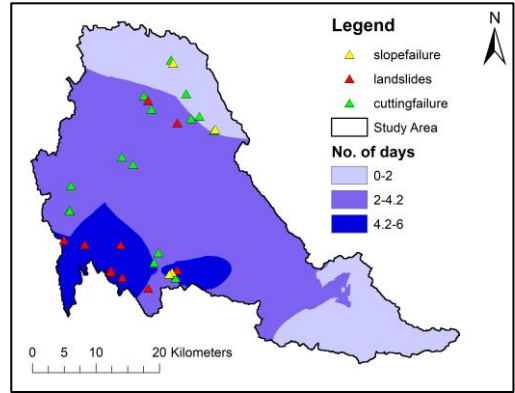 Legend
N
slopefailure
landslides
cuttingfailure
Study Area
No. of days
0-2
2-4.2
4.2-6
0 5 10 20 Kilometers